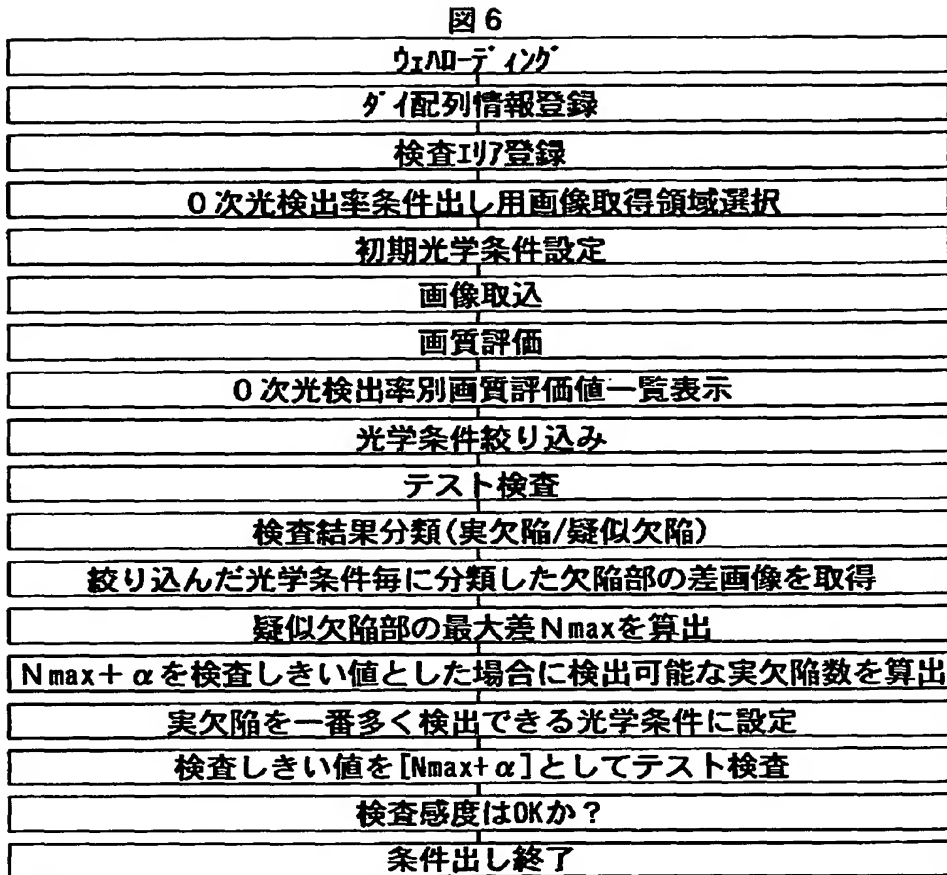 図6
ウェハローディング
ダイ配列情報登録
検査エリア登録
0次光検出率条件出し用画像取得領域選択
初期光学条件設定
画像取込
画質評価
0次光検出率別画質評価値一覧表示
光学条件絞り込み
テスト検査
検査結果分類(実欠陥/疑似欠陥)
絞り込んだ光学条件毎に分類した欠陥部の差画像を取得
疑似欠陥部の最大差Nmaxを算出
Nmax+αを検査しきい値とした場合に検出可能な実欠陥数を算出
実欠陥を一番多く検出できる光学条件に設定
検査しきい値を[Nmax+α]としてテスト検査
検査感度はOKか?
条件出し終了